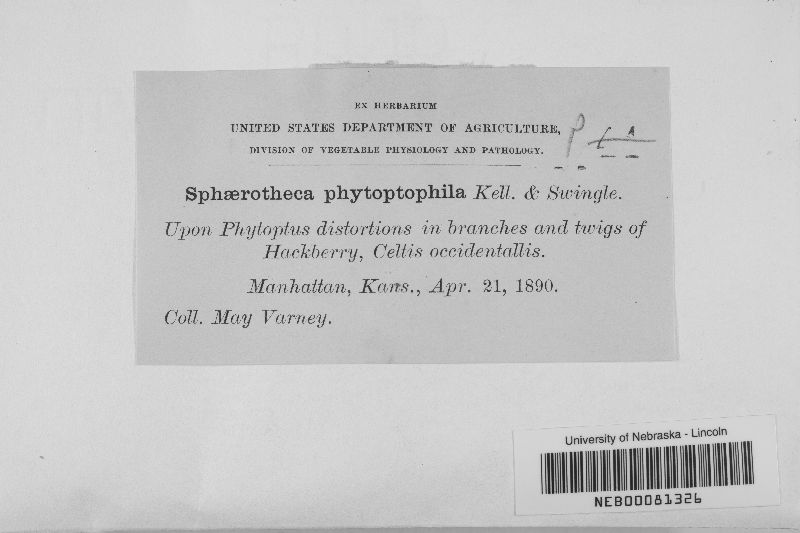 EX HERBARIUM
UNITED STATES DEPARTMENT OF AGRICULTURE,
DIVISION OF VEGETABLE PHYSIOLOGY AND PATHOLOGY.
Sphærotheca phytoptophila Kell. & Swingle.
Upon Phytoptus distortions in branches and twigs of
Hackberry, Celtis occidentallis.
Manhattan, Kans., Apr. 21, 1890.
Coll. May Varney.
University of Nebraska - Lincoln
NEB00081326